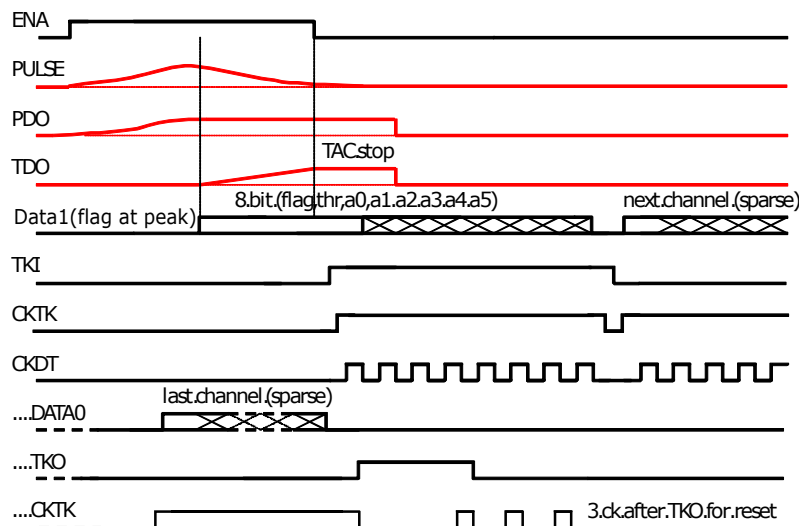 ENA
PULSE
PDO
TDO
TAC.stop
8.bit.(flag,thr,a0,a1.a2.a3.a4.a5)
next.channel.(sparse)
Data1(flag at peak)
TKI
CKTK
CKDT
last.channel.(sparse)
....DATA0
....TKO
....CKTK
3.ck.after.TKO.for.reset